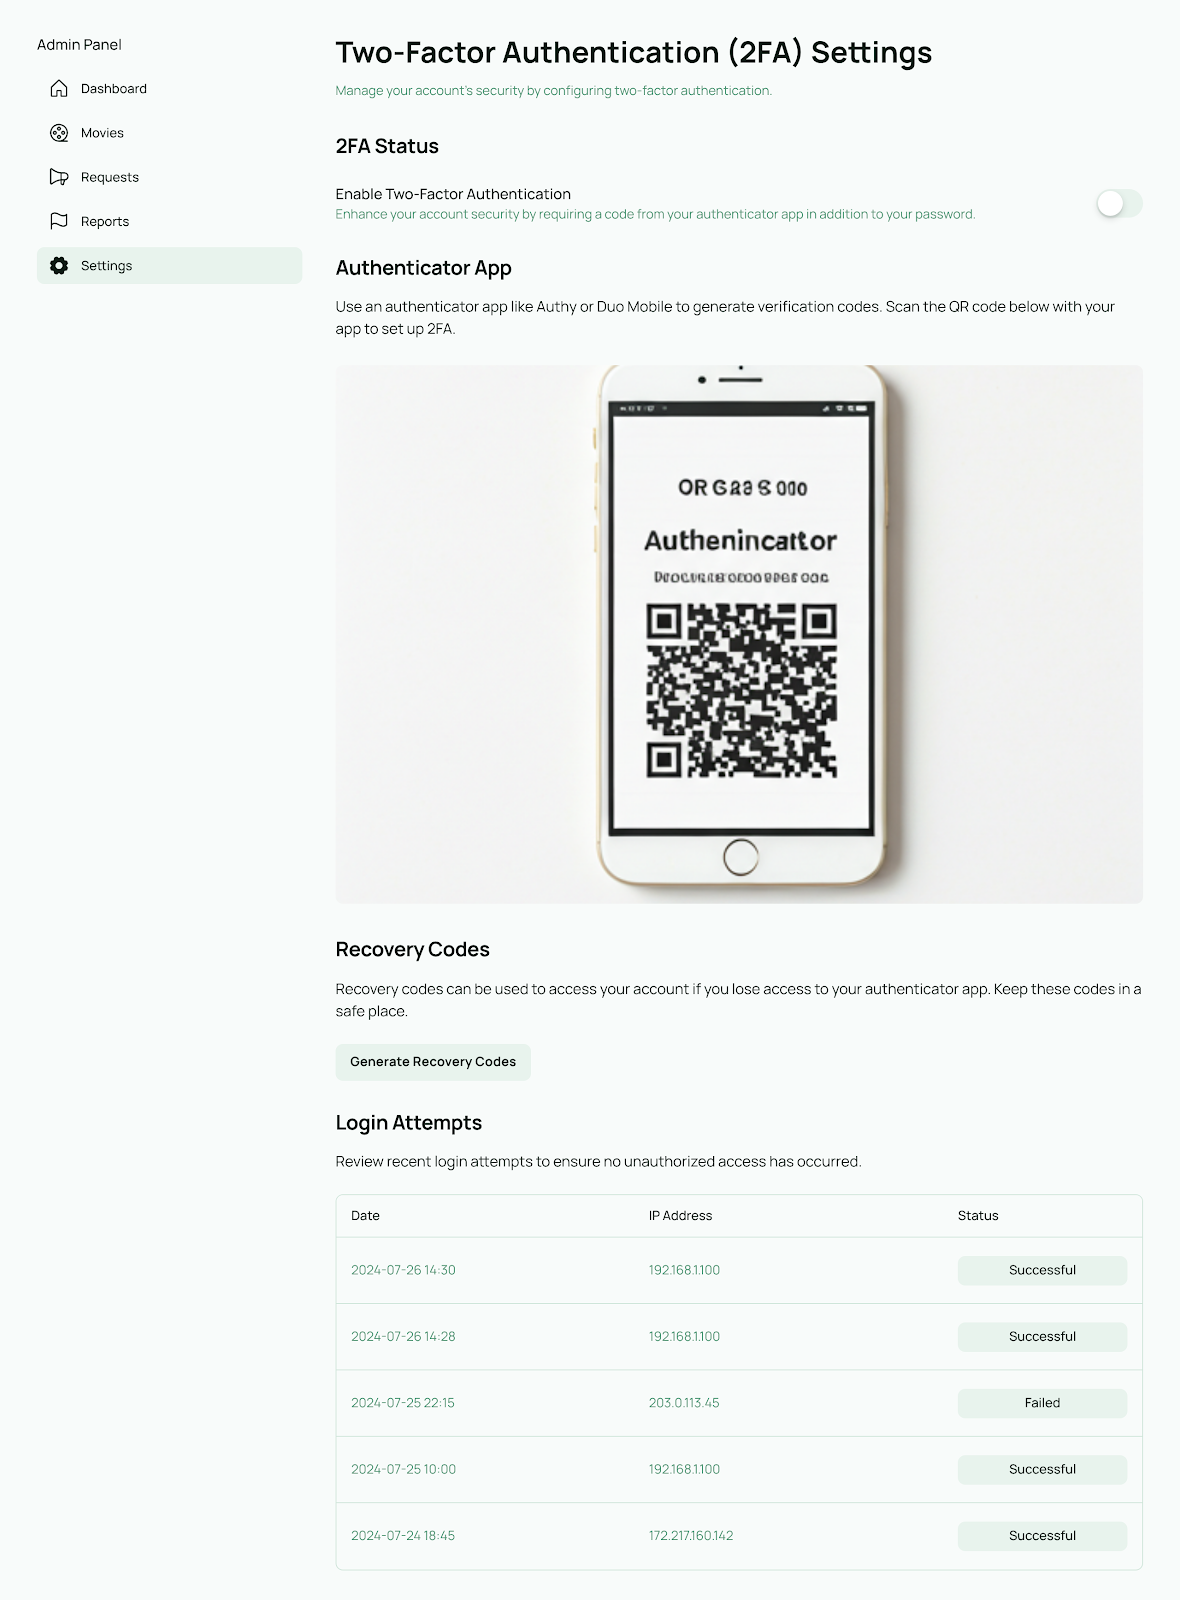 Admin Panel
Dashboard
Movies
Requests
Reports
Settings
Two-Factor Authentication (2FA) Settings
Manage your account's security by configuring two-factor authentication.
2FA Status
Enable Two-Factor Authentication
Enhance your account security by requiring a code from your authenticator app in addition to your password.
Authenticator App
Use an authenticator app like Authy or Duo Mobile to generate verification codes. Scan the QR code below with your
app to set up 2FA.
Authenincattor
Recovery Codes
Recovery codes can be used to access your account if you lose access to your authenticator app. Keep these codes in a
safe place.
Generate Recovery Codes
Login Attempts
Review recent login attempts to ensure no unauthorized access has occurred.
Date IP Address Status
2024-07-26 14:30 192.168.1.100 Successful
2024-07-26 14:28 192.168.1.100 Successful
2024-07-25 22:15 203.0.113.45 Failed
2024-07-25 10:00 192.168.1.100 Successful
2024-07-24 18:45 172.217.160.142 Successful